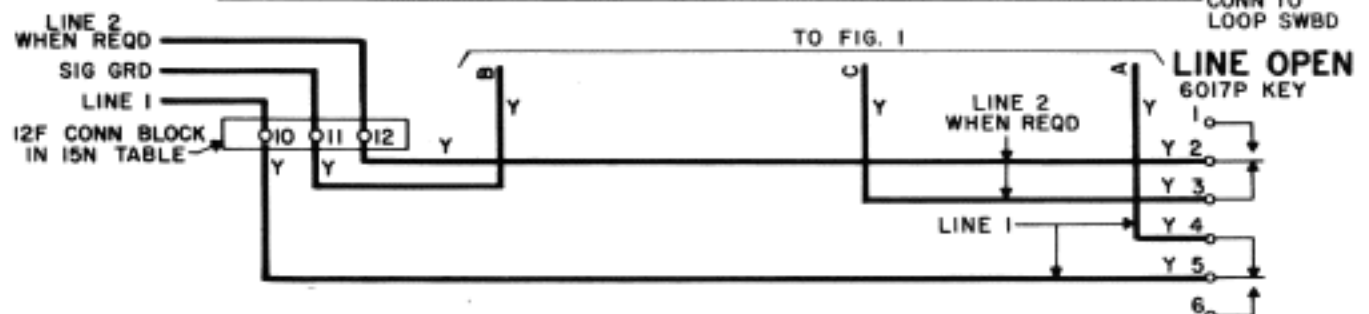 CONN TO
LOOP SWBD
LINE 2
WHEN REQD
SIG GRD
LINE 1
12F CONN BLOCK
IN 15N TABLE
10 11 12
Y Y Y
TO FIG. 1
B C A
Y Y Y
LINE 2
WHEN REQD
LINE 1
LINE OPEN
6017P KEY
1
Y 2
Y 3
Y 4
Y 5
6